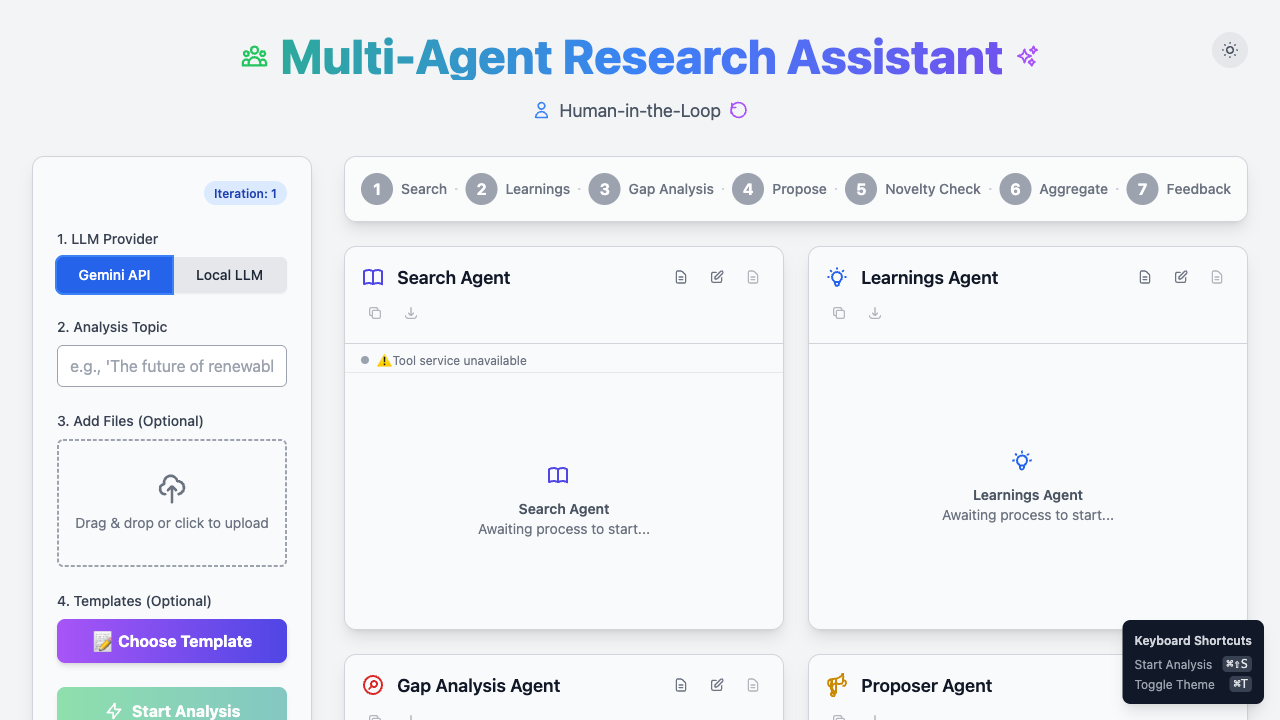 Multi-Agent Research Assistant
Human-in-the-Loop
Iteration: 1
1. LLM Provider
Gemini API
Local LLM
2. Analysis Topic
e.g., 'The future of renewabl
3. Add Files (Optional)
Drag & drop or click to upload
4. Templates (Optional)
📝 Choose Template
Start Analysis
1 Search · 2 Learnings · 3 Gap Analysis · 4 Propose · 5 Novelty Check · 6 Aggregate · 7 Feedback
Search Agent
⚠️Tool service unavailable
Search Agent
Awaiting process to start...
Learnings Agent
Learnings Agent
Awaiting process to start...
Gap Analysis Agent
Proposer Agent
Keyboard Shortcuts
Start Analysis ⌘⇧S
Toggle Theme ⌘T